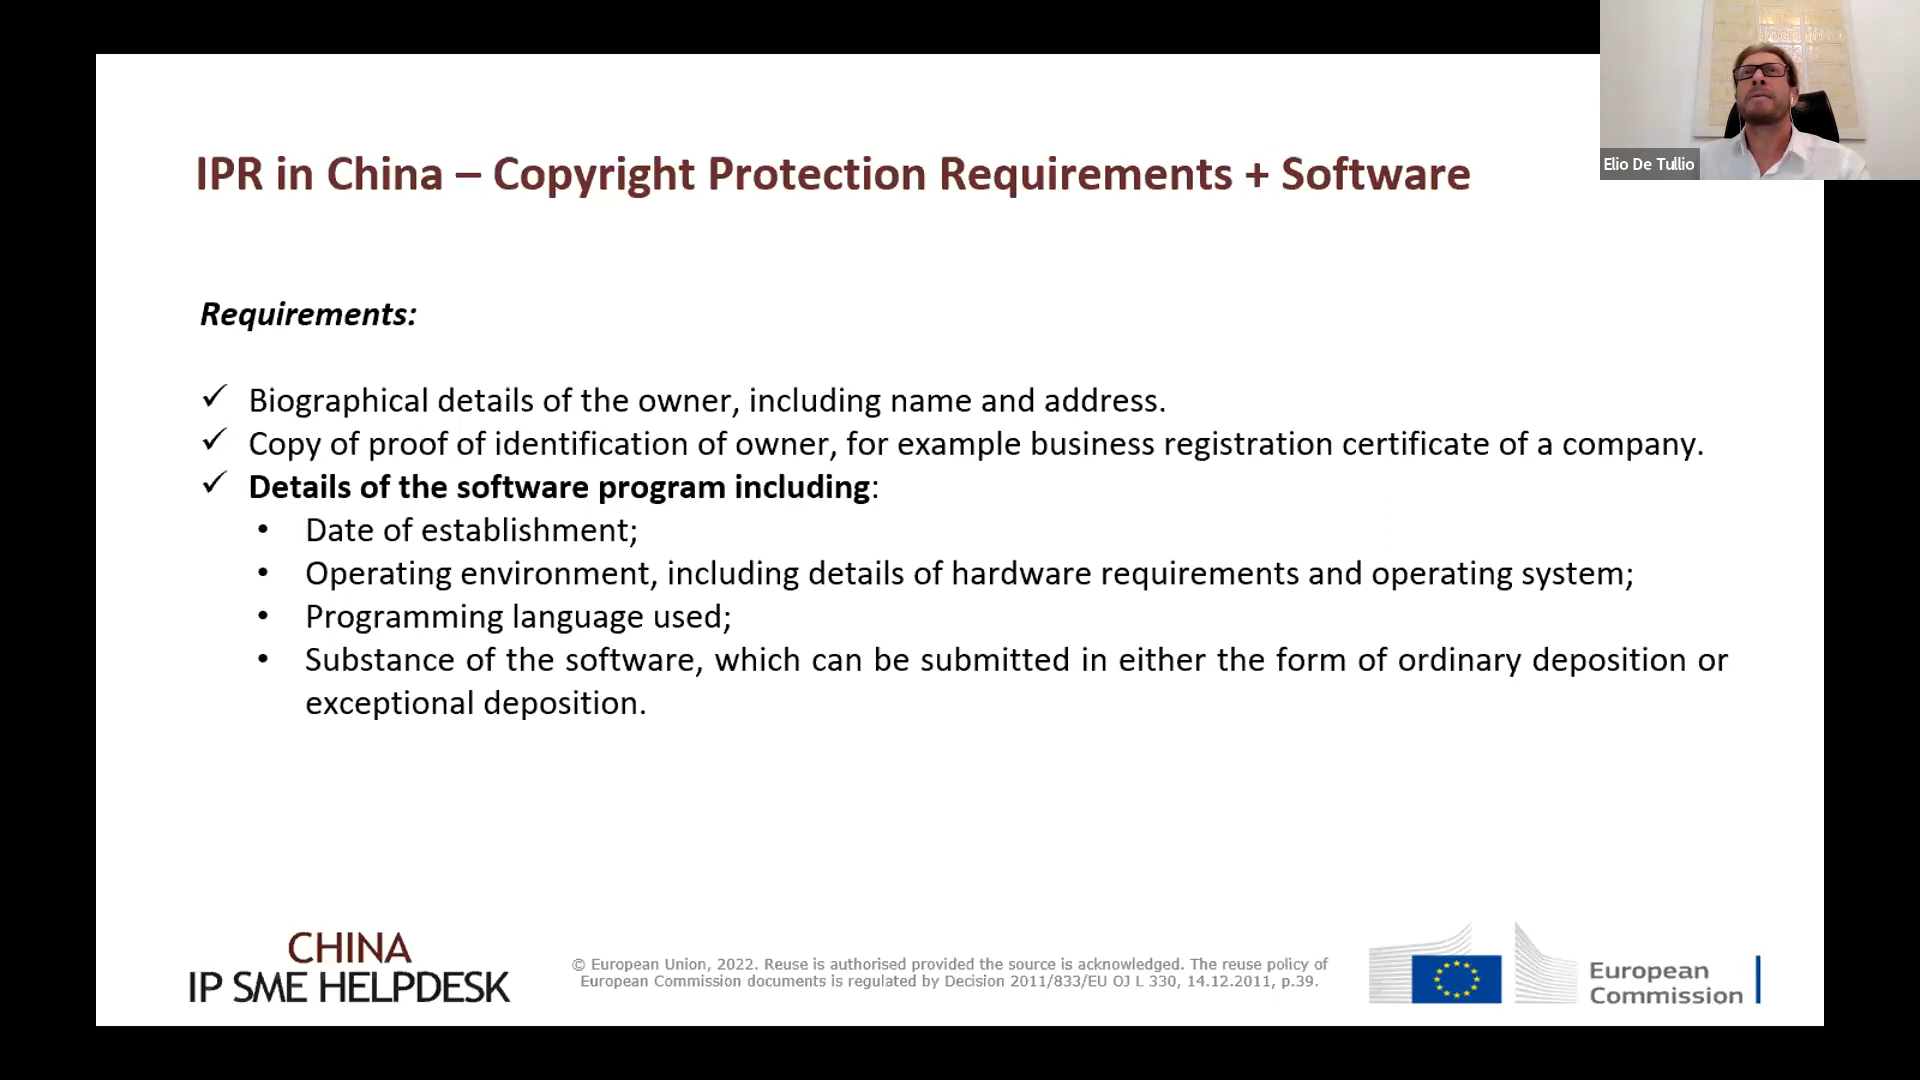 IPR in China – Copyright Protection Requirements + Software
Elio De Tullio
Requirements:
✓ Biographical details of the owner, including name and address.
✓ Copy of proof of identification of owner, for example business registration certificate of a company.
✓ Details of the software program including:
• Date of establishment;
• Operating environment, including details of hardware requirements and operating system;
• Programming language used;
• Substance of the software, which can be submitted in either the form of ordinary deposition or
exceptional deposition.
CHINA
IP SME HELPDESK
© European Union, 2022. Reuse is authorised provided the source is acknowledged. The reuse policy of
European Commission documents is regulated by Decision 2011/833/EU OJ L 330, 14.12.2011, p.39.
European
Commission